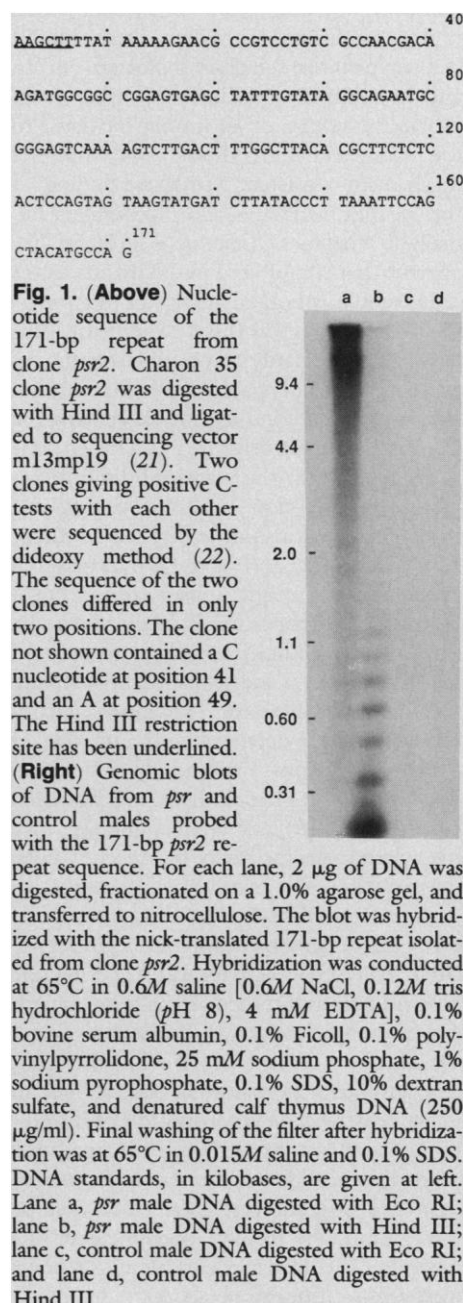 40
AAGCTTTTAT AAAAAGAACG CCGTCCTGTC GCCAACGACA
80
AGATGGCGGC CGGAGTGAGC TATTTGTATA GGCAGAATGC
120
GGGAGTCAAA AGTCTTGACT TTGGCTTACA CGCTTCTCTC
160
ACTCCAGTAG TAAGTATGAT CTTATACCCT TAAATTCCAG
171
CTACATGCCA G
Fig. 1. (Above) Nucle-
otide sequence of the
171-bp repeat from
clone psr2. Charon 35
clone psr2 was digested
with Hind III and ligat-
ed to sequencing vector
m13mp19 (21). Two
clones giving positive C-
tests with each other
were sequenced by the
dideoxy method (22).
The sequence of the two
clones differed in only
two positions. The clone
not shown contained a C
nucleotide at position 41
and an A at position 49.
The Hind III restriction
site has been underlined.
(Right) Genomic blots
of DNA from psr and
control males probed
with the 171-bp psr2 re-
a b c d
9.4 -
4.4 -
2.0 -
1.1 -
0.60 -
0.31 -
peat sequence. For each lane, 2 μg of DNA was
digested, fractionated on a 1.0% agarose gel, and
transferred to nitrocellulose. The blot was hybrid-
ized with the nick-translated 171-bp repeat isolat-
ed from clone psr2. Hybridization was conducted
at 65°C in 0.6M saline [0.6M NaCl, 0.12M tris
hydrochloride (pH 8), 4 mM EDTA], 0.1%
bovine serum albumin, 0.1% Ficoll, 0.1% poly-
vinylpyrrolidone, 25 mM sodium phosphate, 1%
sodium pyrophosphate, 0.1% SDS, 10% dextran
sulfate, and denatured calf thymus DNA (250
μg/ml). Final washing of the filter after hybridiza-
tion was at 65°C in 0.015M saline and 0.1% SDS.
DNA standards, in kilobases, are given at left.
Lane a, psr male DNA digested with Eco RI;
lane b, psr male DNA digested with Hind III;
lane c, control male DNA digested with Eco RI;
and lane d, control male DNA digested with
Hind III.